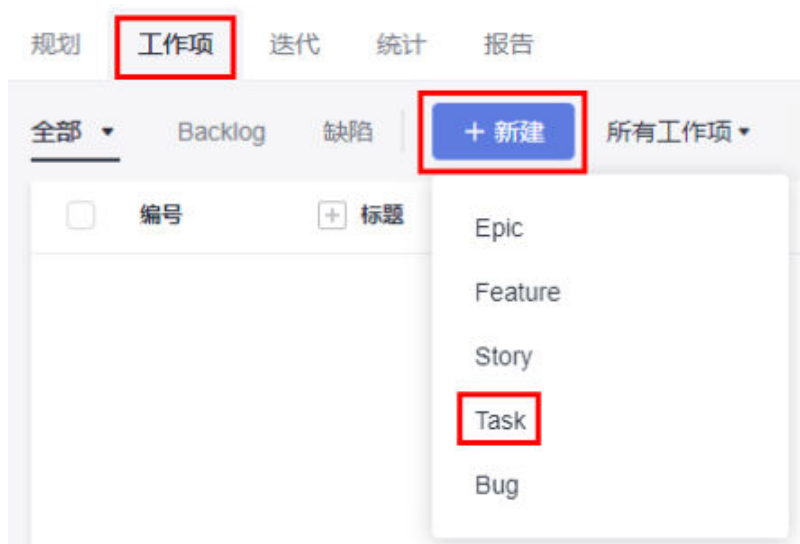 规划 工作项 迭代 统计 报告
全部 Backlog 缺陷 + 新建 所有工作项
编号 标题
Epic
Feature
Story
Task
Bug